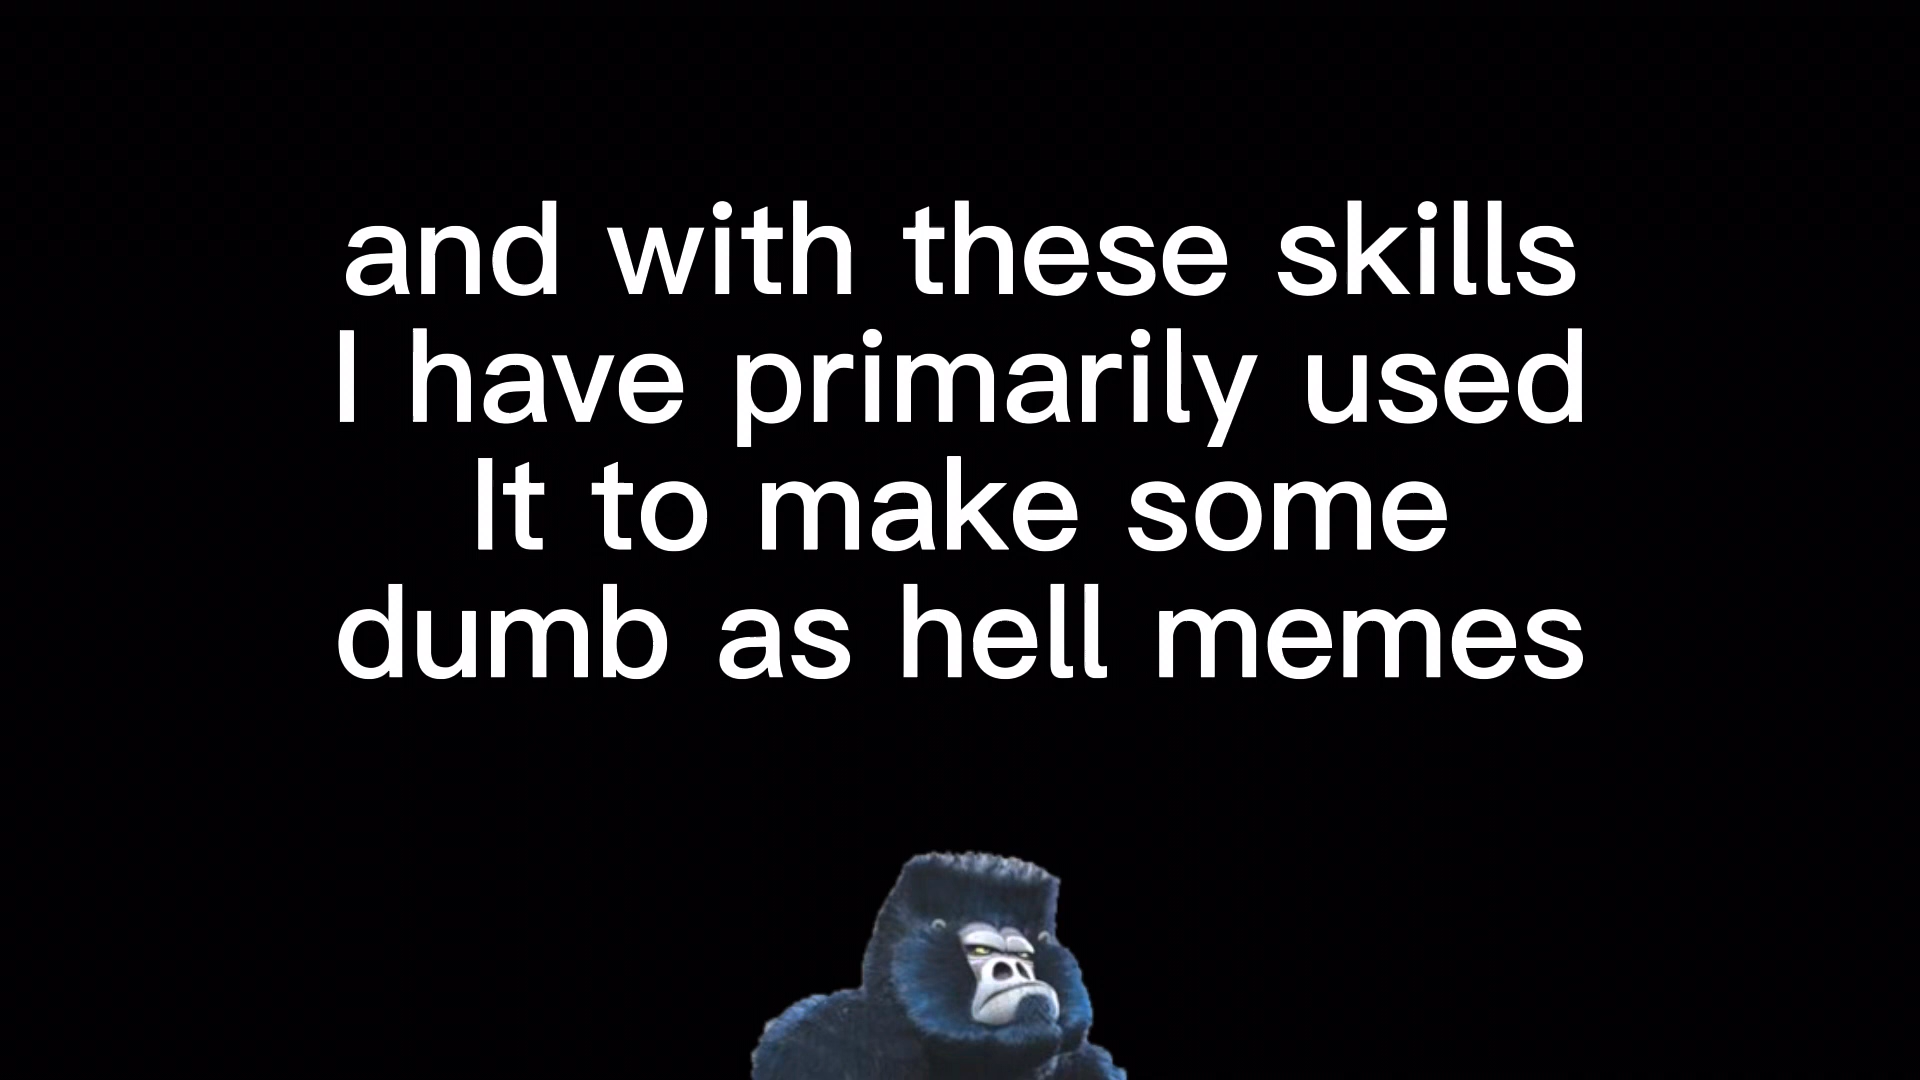 and with these skills
I have primarily used
It to make some
dumb as hell memes